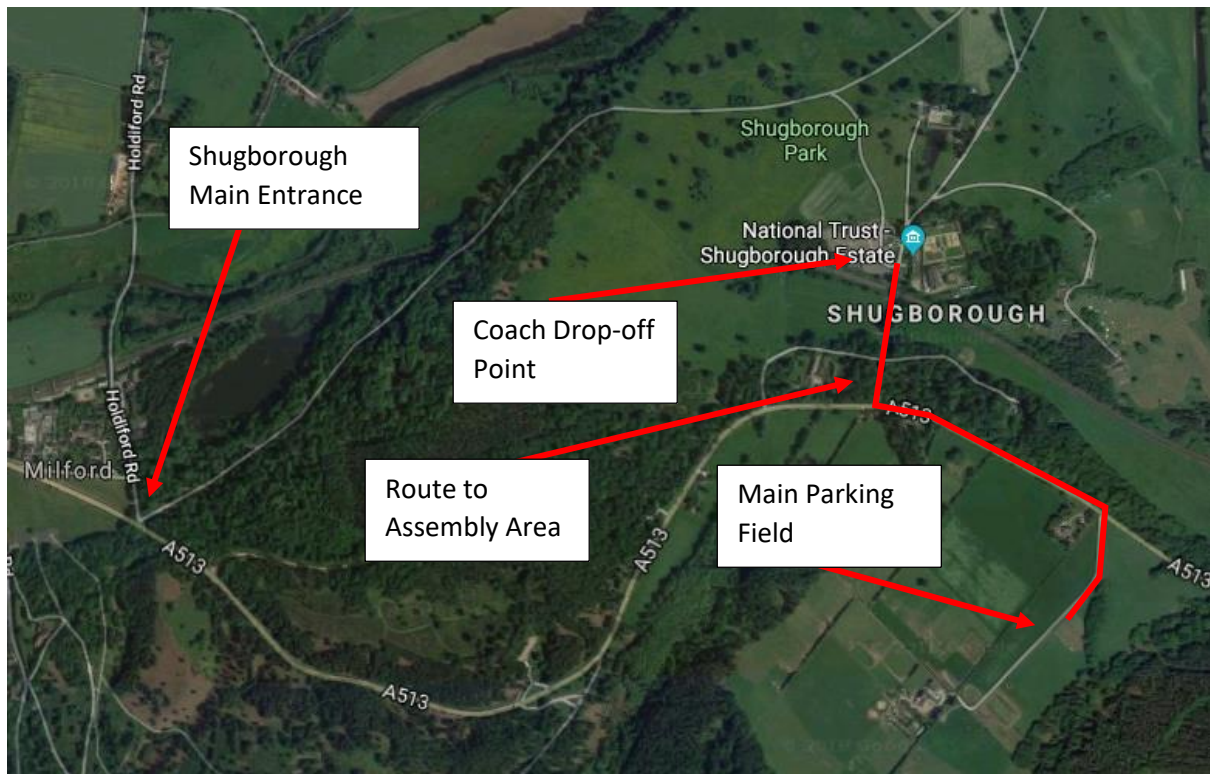 Holdiford Rd
Shugborough
Main Entrance
Shugborough
Park
National Trust -
Shugborough Estate
SHUGBOROUGH
Coach Drop-off
Point
Holdiford Rd
Milford
A513
Route to
Assembly Area
Main Parking
Field
A513
A513
A513
A513